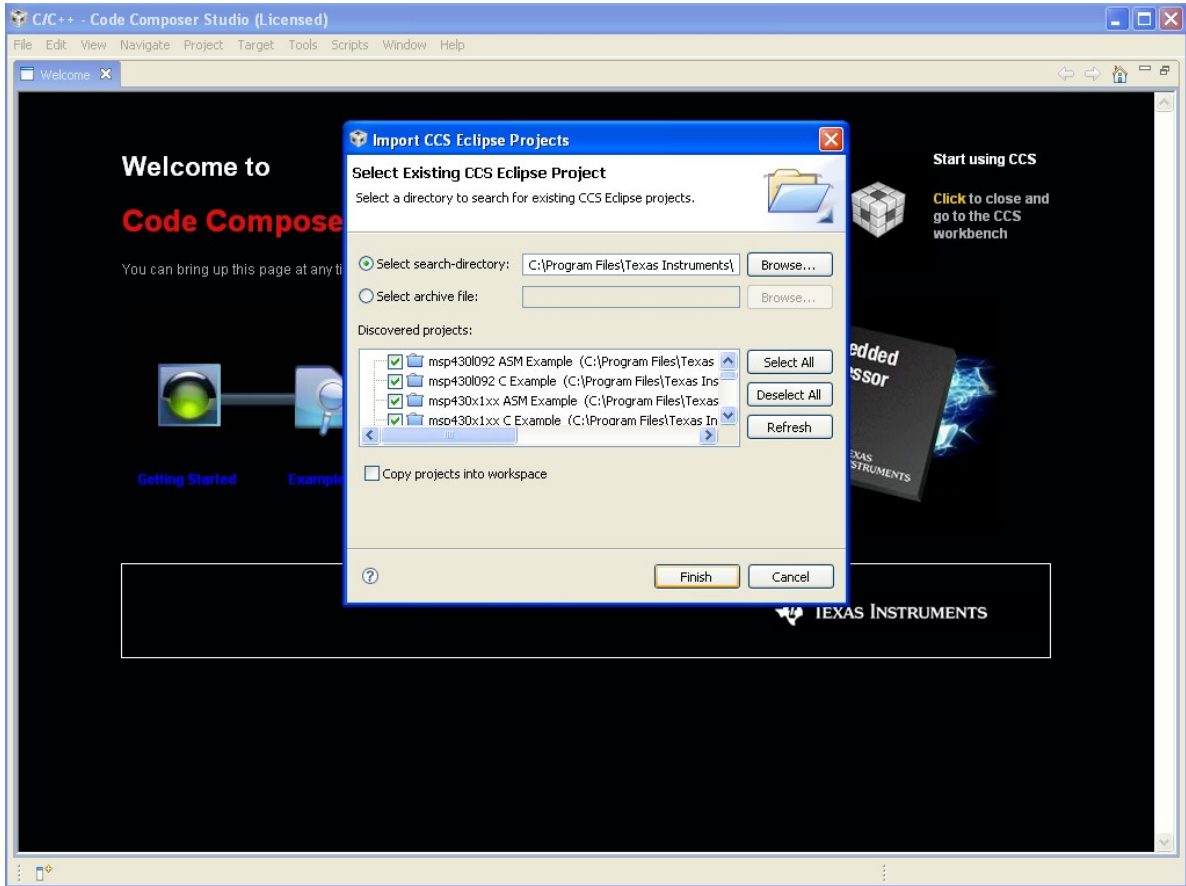 C/C++ - Code Composer Studio (Licensed)
File Edit View Navigate Project Target Tools Scripts Window Help
Welcome
Import CCS Eclipse Projects
Select Existing CCS Eclipse Project
Select a directory to search for existing CCS Eclipse projects.
Welcome to
Code Compose
You can bring up this page at any ti
Start using CCS
Click to close and
go to the CCS
workbench
Select search-directory: C:\Program Files\Texas Instruments\ Browse...
Select archive file: Browse...
Discovered projects:
msp430l092 ASM Example (C:\Program Files\Texas
msp430l092 C Example (C:\Program Files\Texas Ins
msp430x1xx ASM Example (C:\Program Files\Texas
msp430x1xx C Example (C:\Program Files\Texas In
Select All
Deselect All
Refresh
Copy projects into workspace
Getting Started
Example
edded
ssor
EXAS
STRUMENTS
Finish Cancel
TEXAS INSTRUMENTS